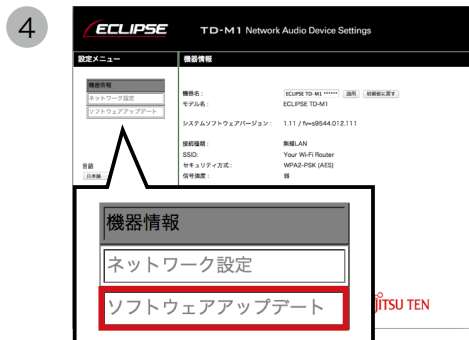 4
ECLIPSE
TD-M1 Network Audio Device Settings
設定メニュー
機器情報
機器情報
ネットワーク設定
ソフトウェアアップデート
機器名 :
ECLIPSE TD-M1 ******
適用
初期値に戻す
モデル名 :
ECLIPSE TD-M1
システムソフトウェアバージョン :
1.11 / fv=s9544.012.111
接続種類 :
無線LAN
SSID:
Your Wi-Fi Router
セキュリティ方式 :
WPA2-PSK (AES)
信号強度 :
強
言語
日本語
機器情報
ネットワーク設定
ソフトウェアアップデート
JITSU TEN